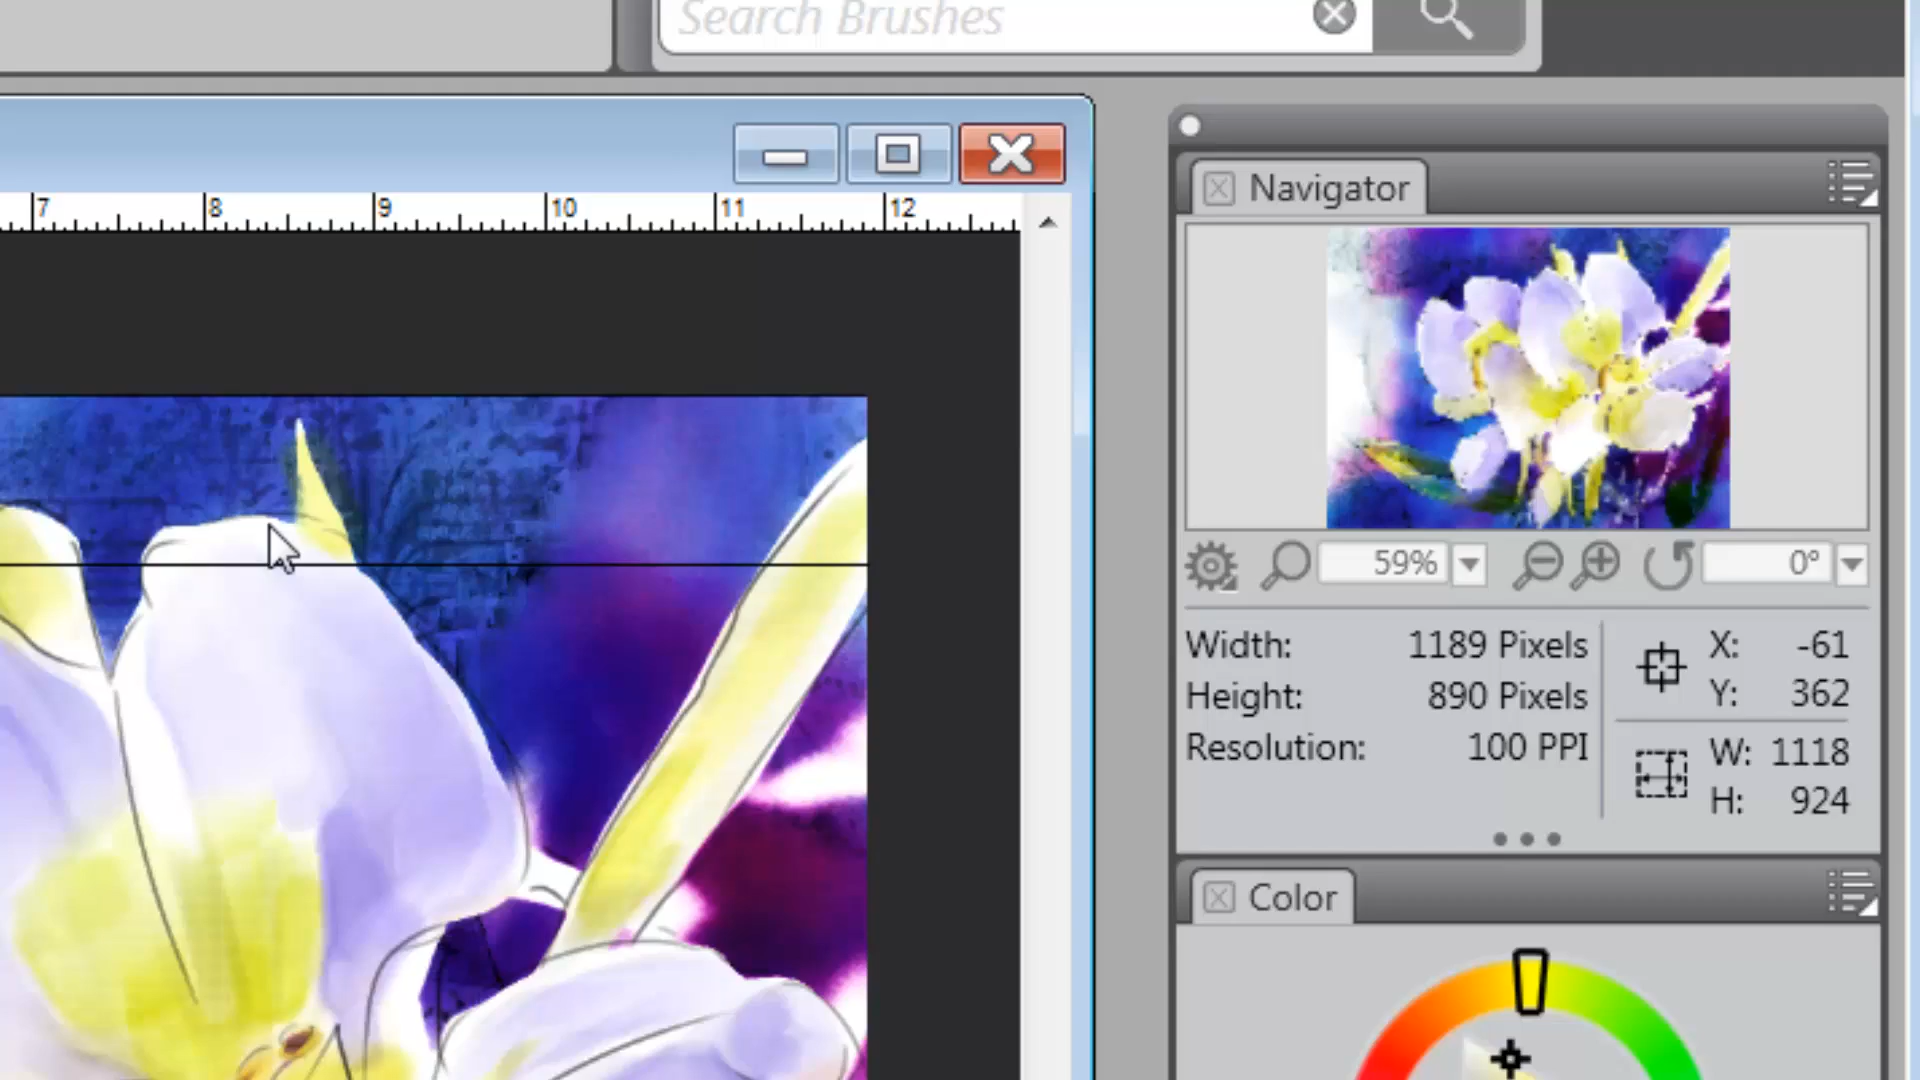 Search Brushes
7 8 9 10 11 12
Navigator
59% 0°
Width: 1189 Pixels X: -61
Height: 890 Pixels Y: 362
Resolution: 100 PPI W: 1118
H: 924
Color